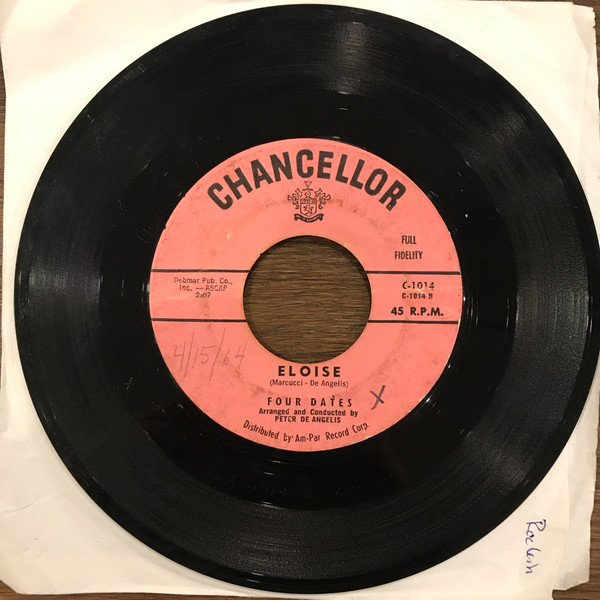 CHANCELLOR
FULL
FIDELITY
Debmar Pub. Co.,
Inc. — ASCAP
2:07
C-1014
C-1014 B
45 R.P.M.
4/15/64
ELOISE
(Marcucci - De Angelis)
FOUR DATES
X
Arranged and Conducted by
PETER DE ANGELIS
Distributed by Am-Par Record Corp.